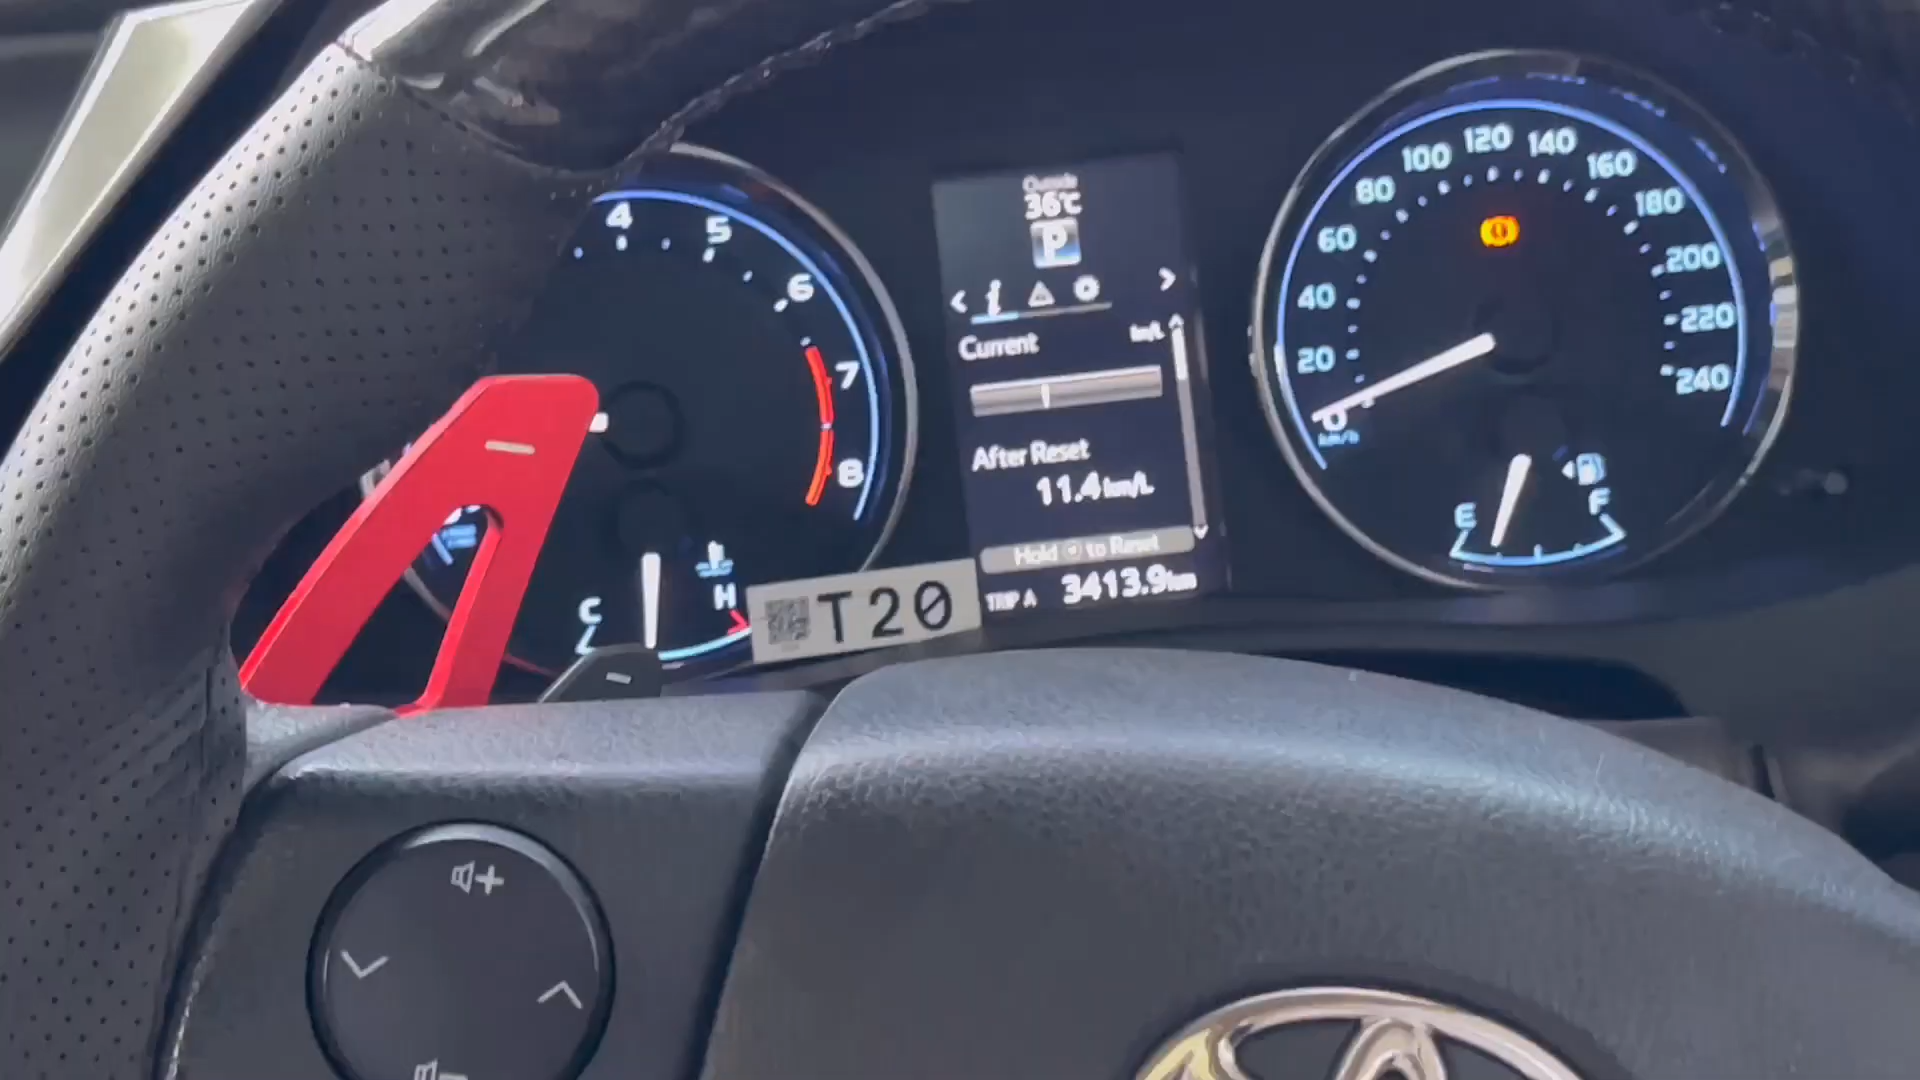 4
5
6
7
8
C
H
T20
Outside
36℃
P
Current
km/L
After Reset
11.4km/L
Hold to Reset
TRIP A
3413.9km
0
20
40
60
80
100
120
140
160
180
200
220
240
km/h
E
F
+
-